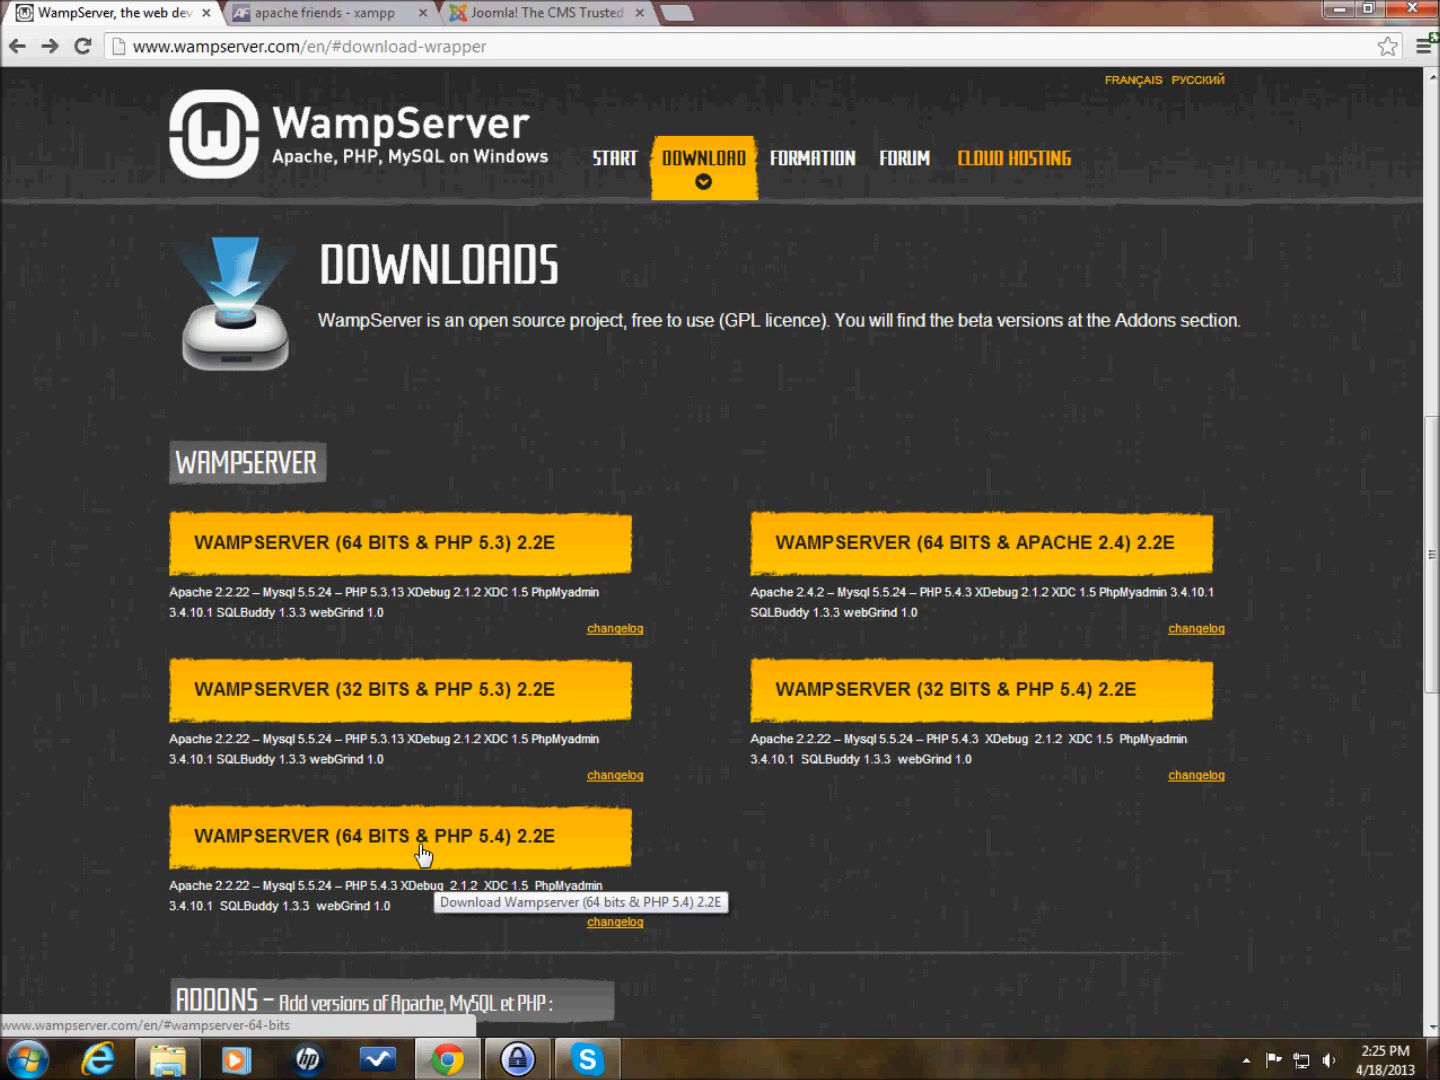 WampServer, the web dev
apache friends - xampp
Joomla! The CMS Trusted
www.wampserver.com/en/#download-wrapper
FRANÇAIS РУССКИЙ
WampServer
Apache, PHP, MySQL on Windows
START DOWNLOAD FORMATION FORUM CLOUD HOSTING
DOWNLOADS
WampServer is an open source project, free to use (GPL licence). You will find the beta versions at the Addons section.
WAMPSERVER
WAMPSERVER (64 BITS & PHP 5.3) 2.2E
Apache 2.2.22 – Mysql 5.5.24 – PHP 5.3.13 XDebug 2.1.2 XDC 1.5 PhpMyadmin
3.4.10.1 SQLBuddy 1.3.3 webGrind 1.0
changelog
WAMPSERVER (64 BITS & APACHE 2.4) 2.2E
Apache 2.4.2 – Mysql 5.5.24 – PHP 5.4.3 XDebug 2.1.2 XDC 1.5 PhpMyadmin 3.4.10.1
SQLBuddy 1.3.3 webGrind 1.0
changelog
WAMPSERVER (32 BITS & PHP 5.3) 2.2E
Apache 2.2.22 – Mysql 5.5.24 – PHP 5.3.13 XDebug 2.1.2 XDC 1.5 PhpMyadmin
3.4.10.1 SQLBuddy 1.3.3 webGrind 1.0
changelog
WAMPSERVER (32 BITS & PHP 5.4) 2.2E
Apache 2.2.22 – Mysql 5.5.24 – PHP 5.4.3 XDebug 2.1.2 XDC 1.5 PhpMyadmin
3.4.10.1 SQLBuddy 1.3.3 webGrind 1.0
changelog
WAMPSERVER (64 BITS & PHP 5.4) 2.2E
Apache 2.2.22 – Mysql 5.5.24 – PHP 5.4.3 XDebug 2.1.2 XDC 1.5 PhpMyadmin
3.4.10.1 SQLBuddy 1.3.3 webGrind 1.0
Download Wampserver (64 bits & PHP 5.4) 2.2E
changelog
ADDONS – Add versions of Apache, MySQL et PHP :
www.wampserver.com/en/#wampserver-64-bits
hp
2:25 PM
4/18/2013